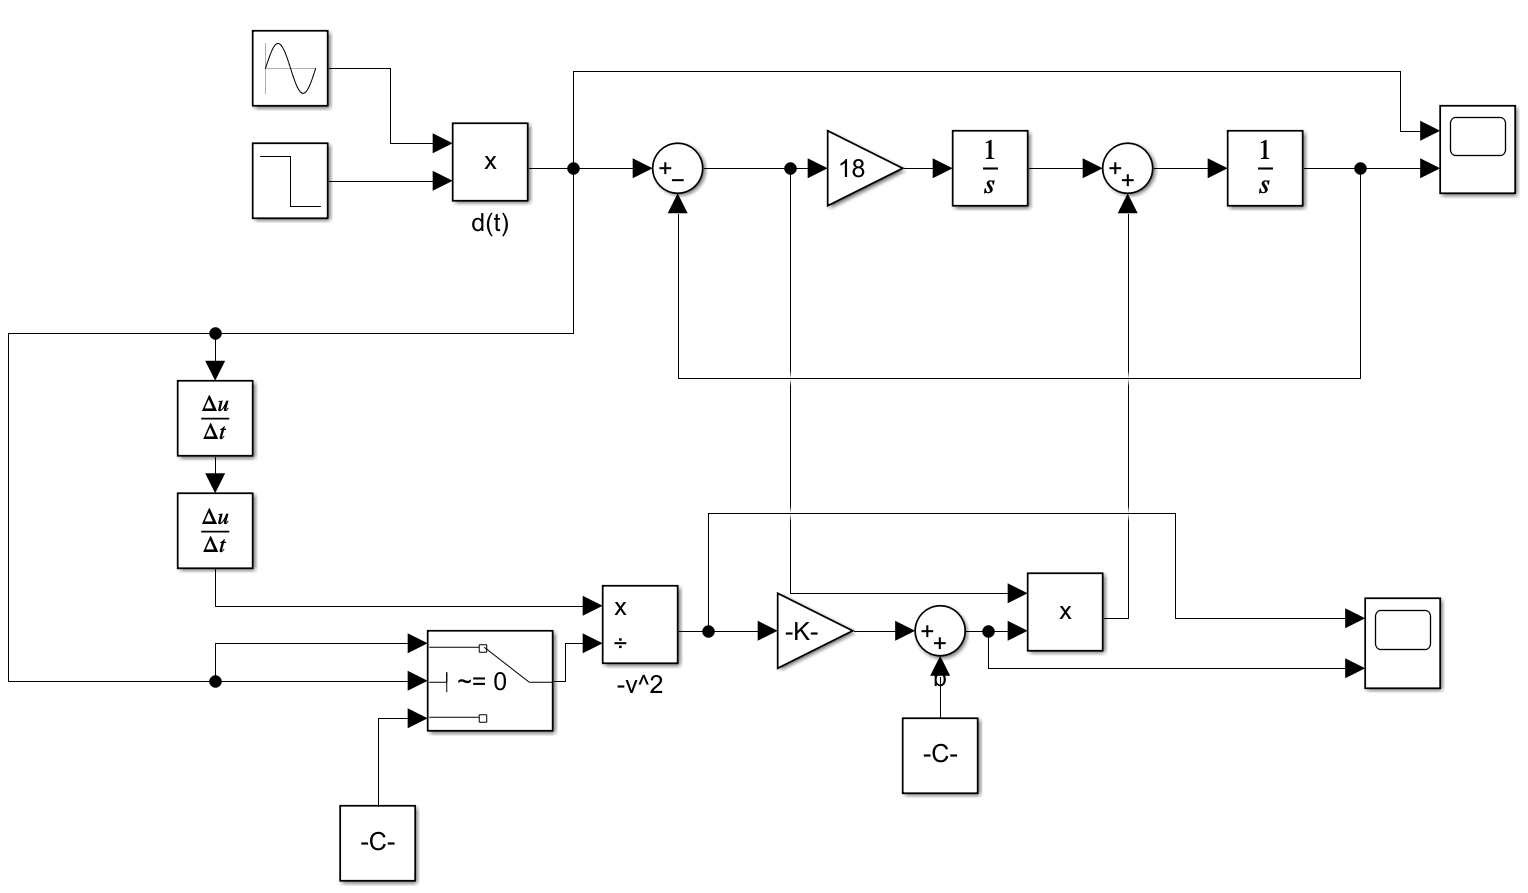 x
d(t)
+
−
18
1
s
+
+
1
s
Δu
Δt
Δu
Δt
x
÷
-v^2
~= 0
-K-
+
+
x
-C-
-C-